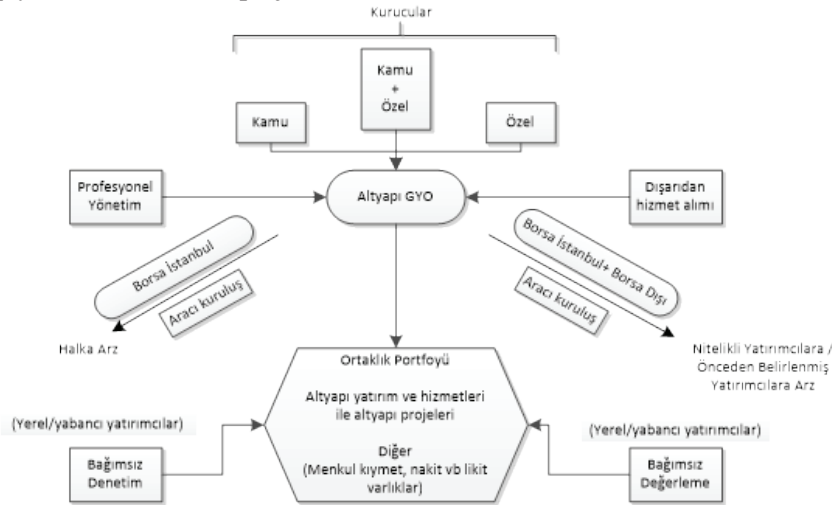 Kurucular
Kamu
+
Özel
Kamu
Özel
Profesyonel
Yönetim
Altyapı GYO
Dışarıdan
hizmet alımı
Borsa İstanbul
Aracı kuruluş
Borsa İstanbul+ Borsa Dışı
Aracı kuruluş
Halka Arz
Nitelikli Yatırımcılara /
Önceden Belirlenmiş
Yatırımcılara Arz
Ortaklık Portfoyü
Altyapı yatırım ve hizmetleri
ile altyapı projeleri
Diğer
(Menkul kıymet, nakit vb likit
varlıklar)
(Yerel/yabancı yatırımcılar)
Bağımsız
Denetim
(Yerel/yabancı yatırımcılar)
Bağımsız
Değerleme